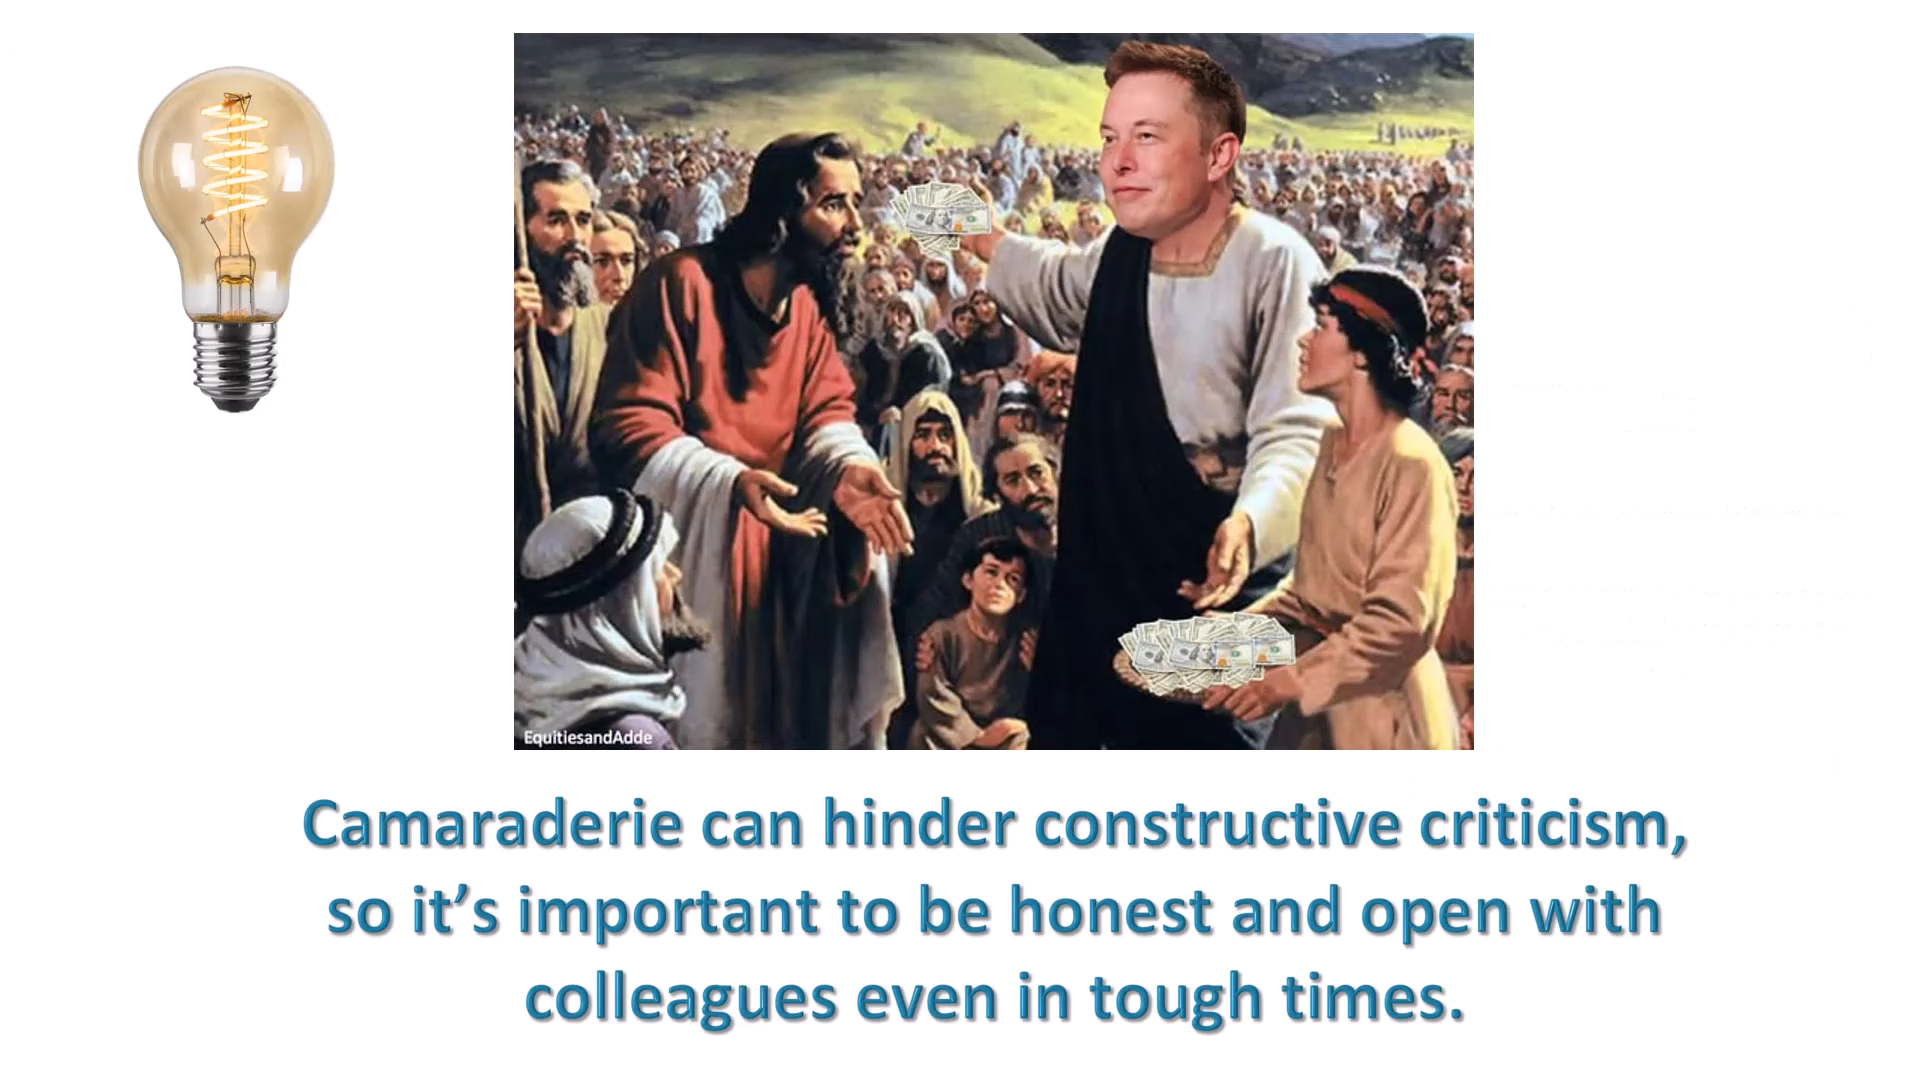 EquitiesandAdde
Camaraderie can hinder constructive criticism,
so it’s important to be honest and open with
colleagues even in tough times.